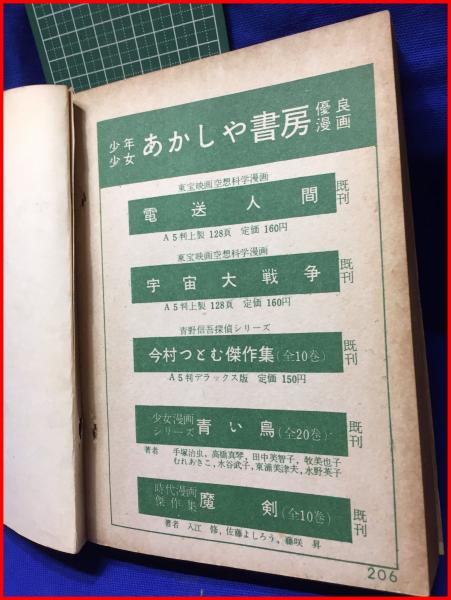 少年少女 あかしや書房 優良漫画
東宝映画空想科学漫画
電送人間 既刊
A5判上製 128頁 定価 160円
東宝映画空想科学漫画
宇宙大戦争 既刊
A5判上製 128頁 定価 160円
青野信吾探偵シリーズ
今村つとむ傑作集(全10巻) 既刊
A5判デラックス版 定価 150円
少女漫画シリーズ 青い鳥(全20巻) 既刊
著者 手塚治虫,高橋真琴,田中美智子,牧美也子
むれあきこ,水谷武子,東浦美津夫,水野英子
時代漫画傑作集 魔剣(全10巻) 既刊
著者 入江修,佐藤よしろう,藤咲昇
206